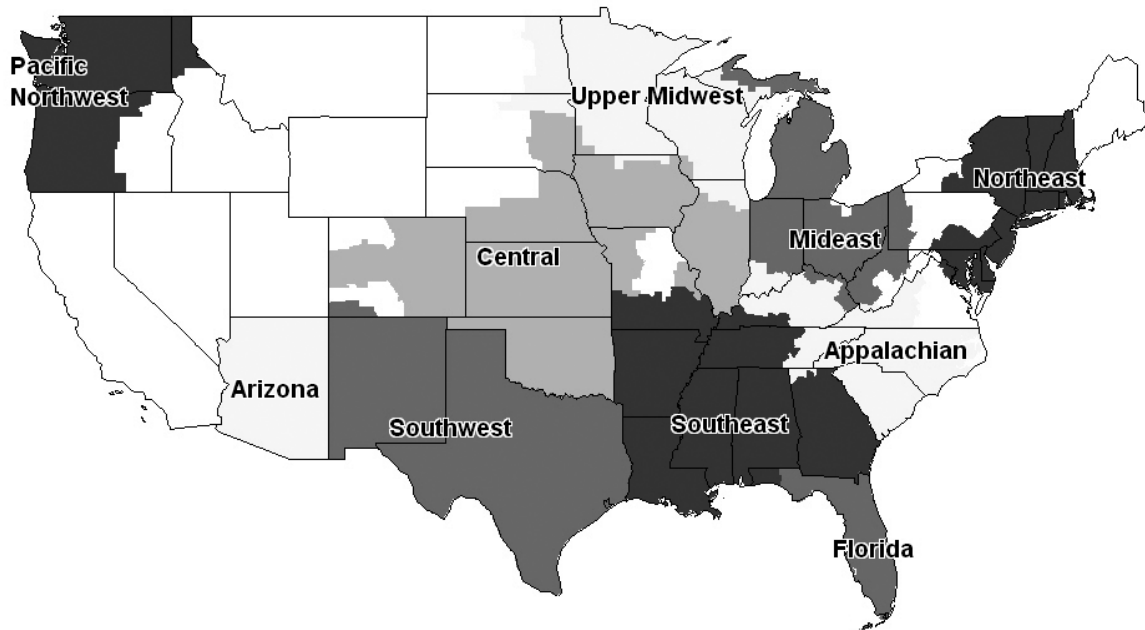 Pacific
Northwest
Upper Midwest
Northeast
Mideast
Central
Appalachian
Arizona
Southwest
Southeast
Florida